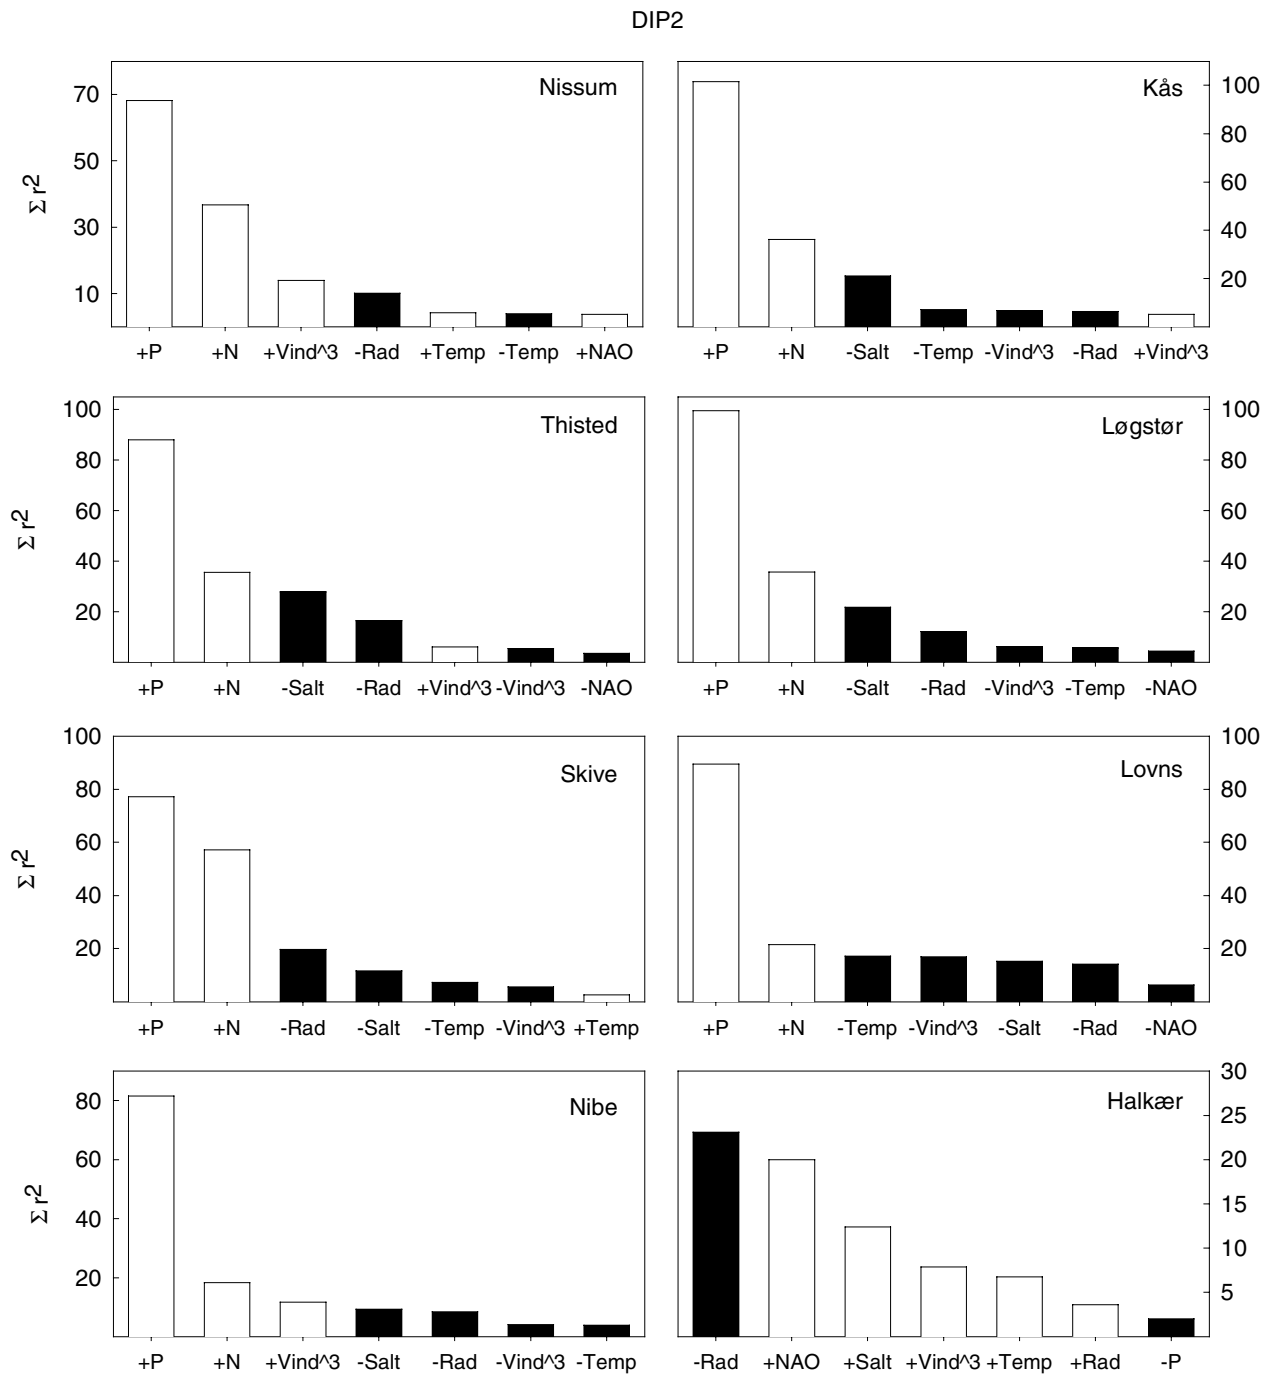 DIP2
Nissum
Σ r2
70
50
30
10
+P +N +Vind^3 -Rad +Temp -Temp +NAO
Kås
100
80
60
40
20
+P +N -Salt -Temp -Vind^3 -Rad +Vind^3
Thisted
Σ r2
100
80
60
40
20
+P +N -Salt -Rad +Vind^3 -Vind^3 -NAO
Løgstør
100
80
60
40
20
+P +N -Salt -Rad -Vind^3 -Temp -NAO
Skive
Σ r2
100
80
60
40
20
+P +N -Rad -Salt -Temp -Vind^3 +Temp
Lovns
100
80
60
40
20
+P +N -Temp -Vind^3 -Salt -Rad -NAO
Nibe
Σ r2
80
60
40
20
+P +N +Vind^3 -Salt -Rad -Vind^3 -Temp
Halkær
30
25
20
15
10
5
-Rad +NAO +Salt +Vind^3 +Temp +Rad -P